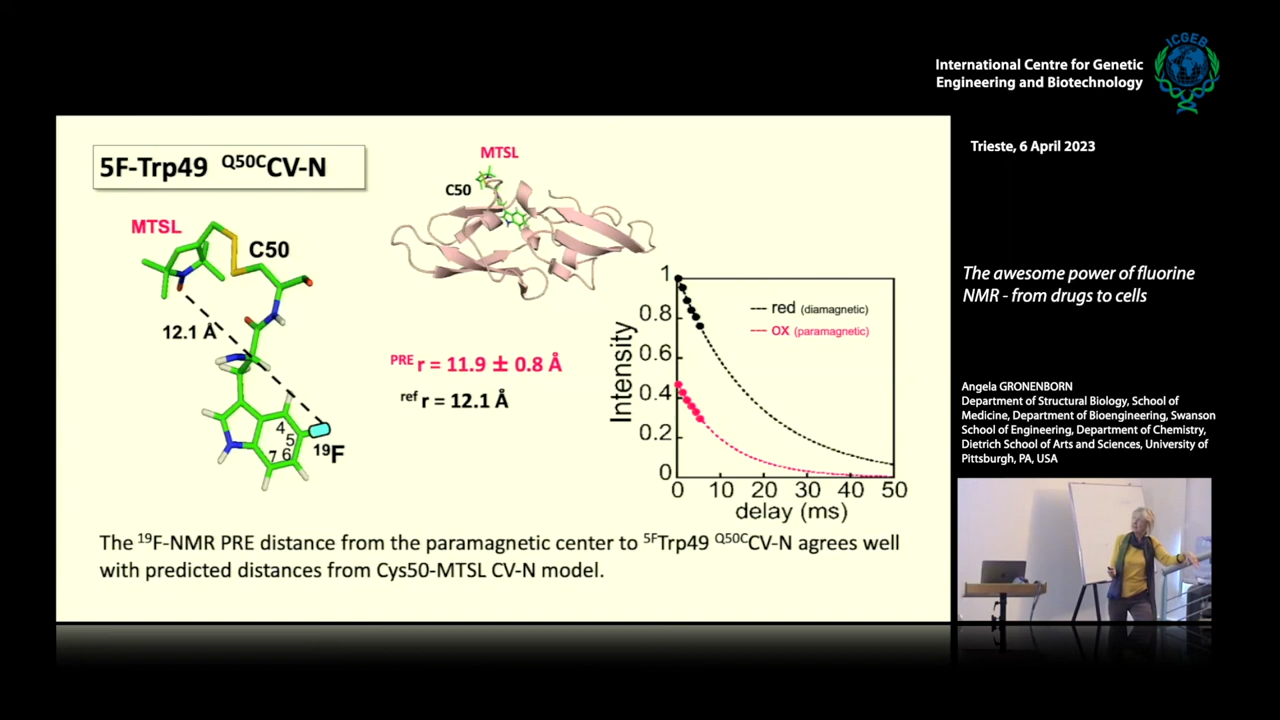 International Centre for Genetic
Engineering and Biotechnology
ICGEB
Trieste, 6 April 2023
5F-Trp49 Q50CCV-N
MTSL
C50
12.1 Å
4
5
6
7
19F
MTSL
C50
PRE r = 11.9 ± 0.8 Å
ref r = 12.1 Å
Intensity
1
0.8
0.6
0.4
0.2
0
0 10 20 30 40 50
delay (ms)
red (diamagnetic)
ox (paramagnetic)
The 19F-NMR PRE distance from the paramagnetic center to 5FTrp49 Q50CCV-N agrees well
with predicted distances from Cys50-MTSL CV-N model.
The awesome power of fluorine
NMR - from drugs to cells
Angela GRONENBORN
Department of Structural Biology, School of
Medicine, Department of Bioengineering, Swanson
School of Engineering, Department of Chemistry,
Dietrich School of Arts and Sciences, University of
Pittsburgh, PA, USA